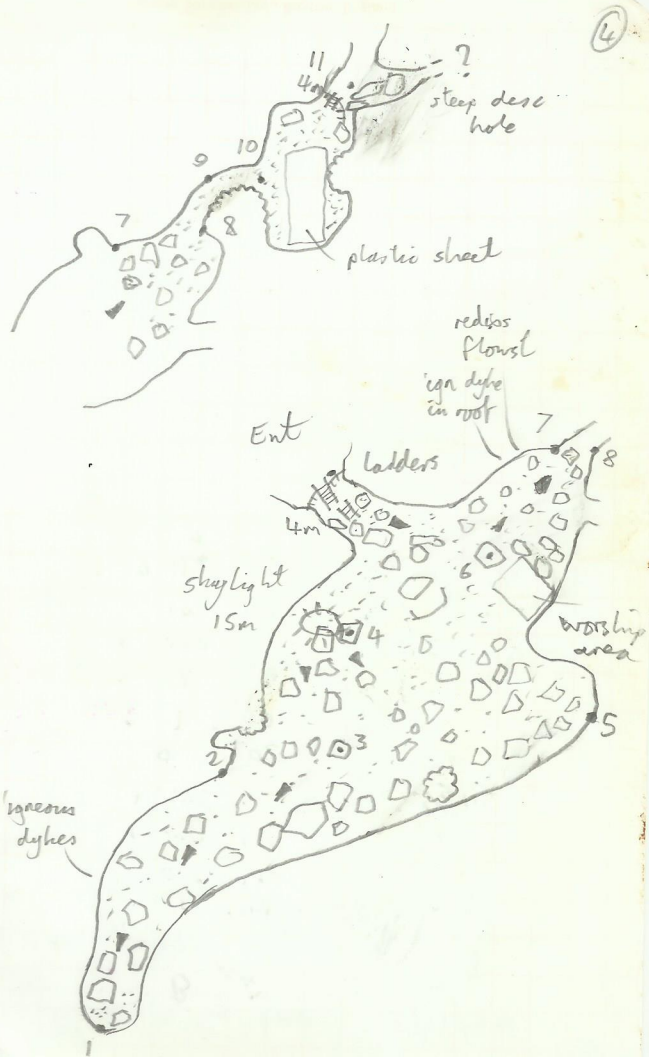 4
11
4m
?
steep desc
hole
10
9
7
8
plastic sheet
rediss
flowst
ign dyke
in roof
7
8
Ent
ladders
4m
6
skylight
15m
4
worship
area
5
3
2
igneous
dykes
1